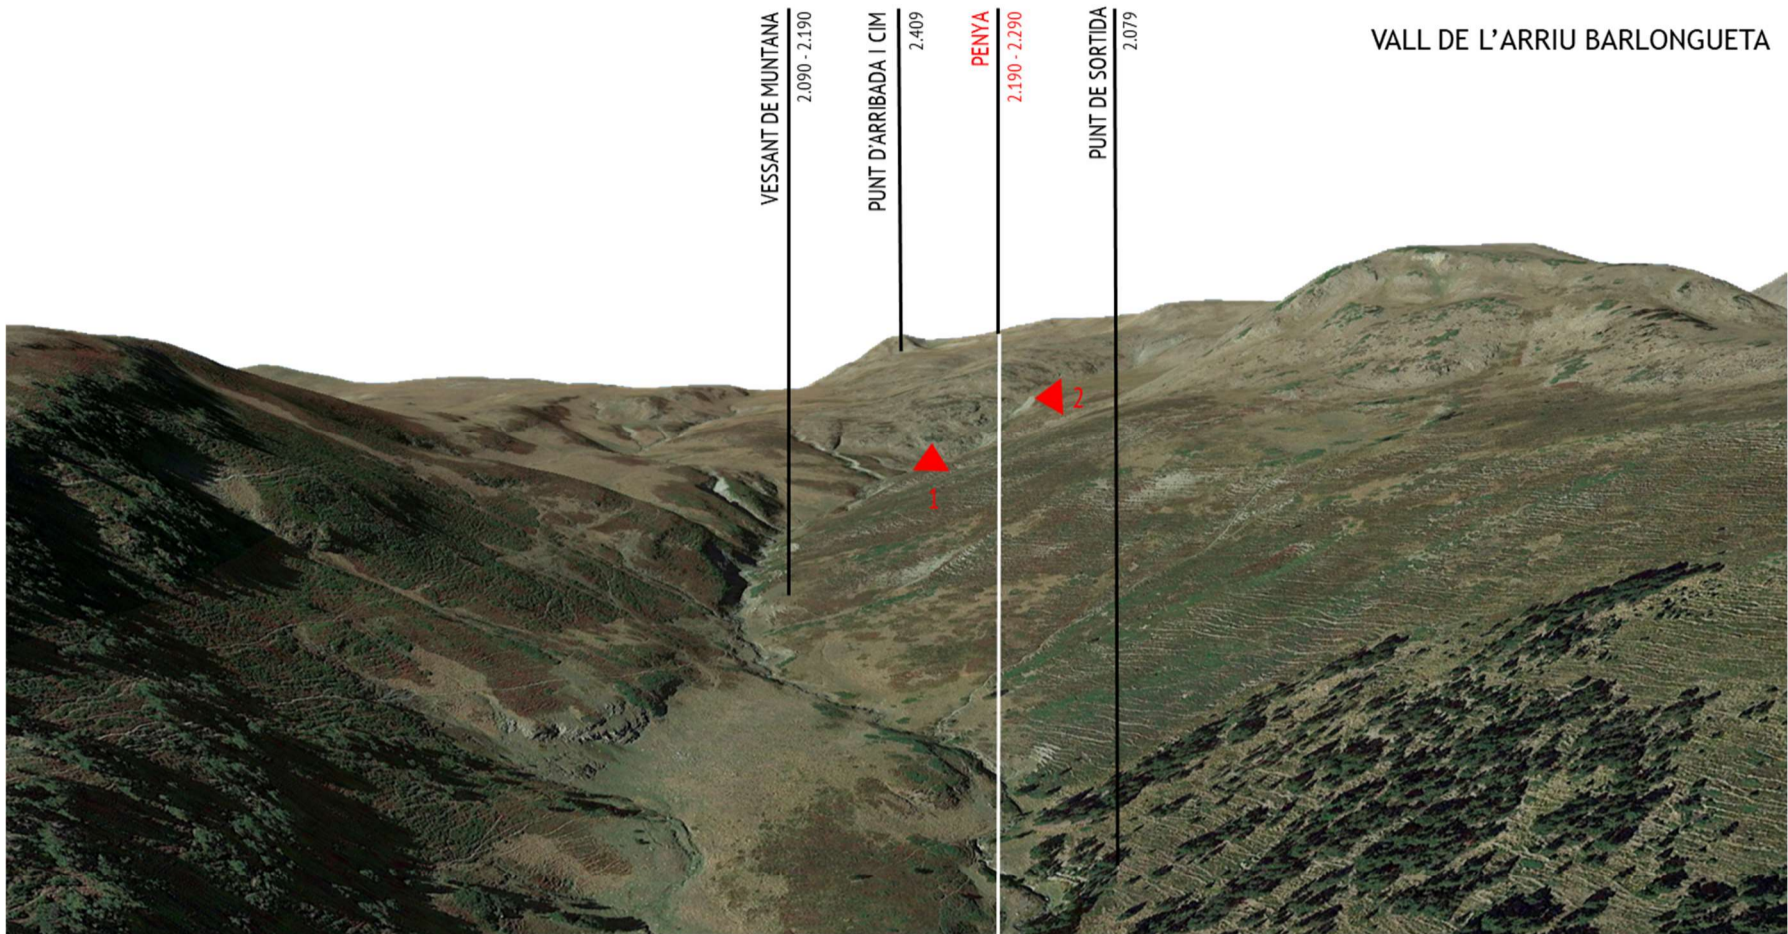 VESSANT DE MUNTANA
2.090 - 2.190
PUNT D'ARRIBADA I CIM
2.409
PENYA
2.190 - 2.290
PUNT DE SORTIDA
2.079
VALL DE L'ARRIU BARLONGUETA
2
1